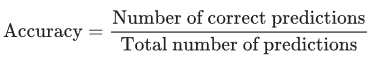 Accuracy = Number of correct predictions
Total number of predictions